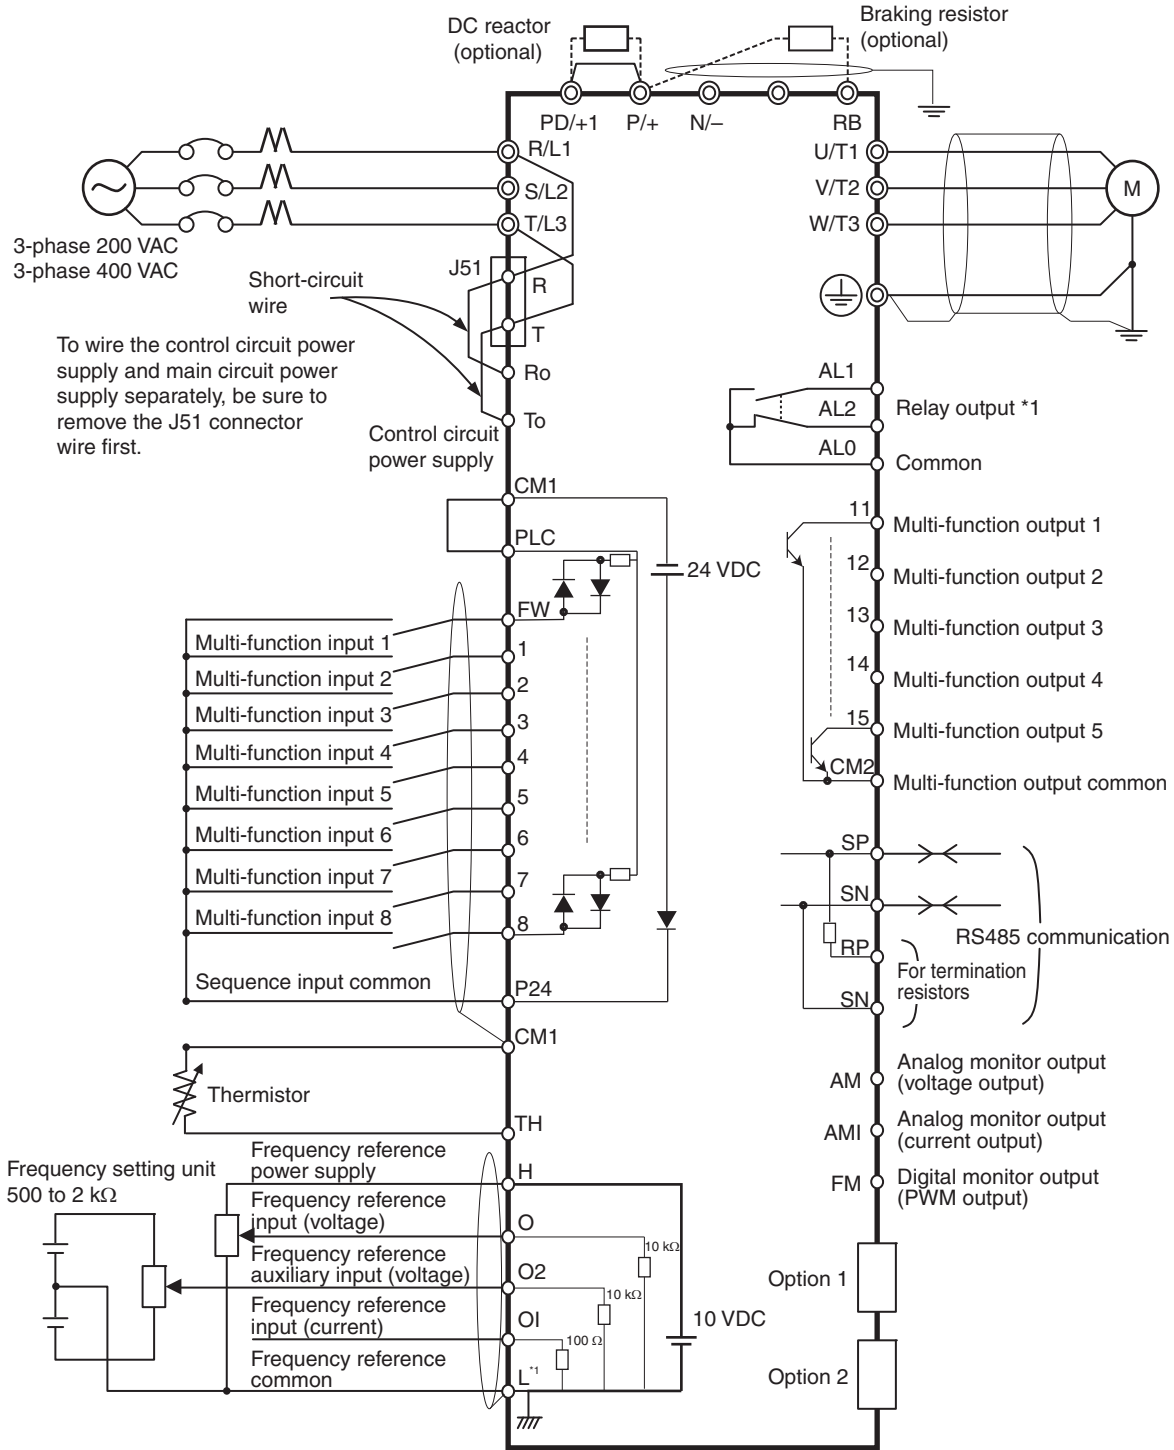 DC reactor
(optional)
Braking resistor
(optional)
PD/+1
P/+
N/–
RB
R/L1
S/L2
T/L3
U/T1
V/T2
W/T3
M
3-phase 200 VAC
3-phase 400 VAC
J51
R
T
Ro
To
Short-circuit
wire
To wire the control circuit power
supply and main circuit power
supply separately, be sure to
remove the J51 connector
wire first.
Control circuit
power supply
AL1
AL2
AL0
Relay output *1
Common
CM1
PLC
24 VDC
FW
1
2
3
4
5
6
7
8
Multi-function input 1
Multi-function input 2
Multi-function input 3
Multi-function input 4
Multi-function input 5
Multi-function input 6
Multi-function input 7
Multi-function input 8
Sequence input common
P24
CM1
Thermistor
TH
11
Multi-function output 1
12
Multi-function output 2
13
Multi-function output 3
14
Multi-function output 4
15
Multi-function output 5
CM2
Multi-function output common
SP
SN
RP
SN
RS485 communication
For termination
resistors
AM
Analog monitor output
(voltage output)
AMI
Analog monitor output
(current output)
FM
Digital monitor output
(PWM output)
Frequency setting unit
500 to 2 kΩ
Frequency reference
power supply
H
Frequency reference
input (voltage)
O
Frequency reference
auxiliary input (voltage)
O2
Frequency reference
input (current)
OI
Frequency reference
common
L*1
10 kΩ
10 kΩ
100 Ω
10 VDC
Option 1
Option 2